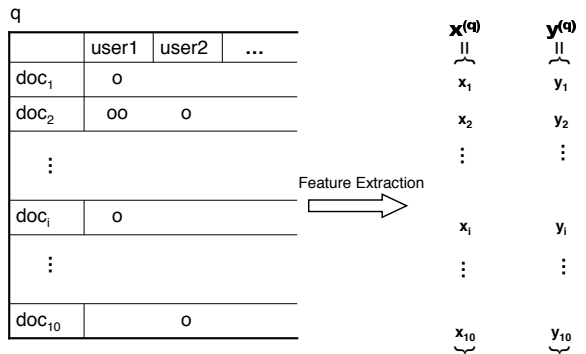 q
x^(q) y^(q)
= =
user1 user2 ...
doc₁ o x₁ y₁
doc₂ oo o x₂ y₂
⋮ ⋮ ⋮
Feature Extraction
docᵢ o xᵢ yᵢ
⋮ ⋮ ⋮
doc₁₀ o x₁₀ y₁₀